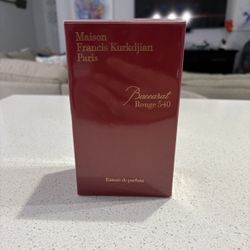 Maison
Francis Kurkdjian
Paris
Baccarat
Rouge 540
Extrait de parfum